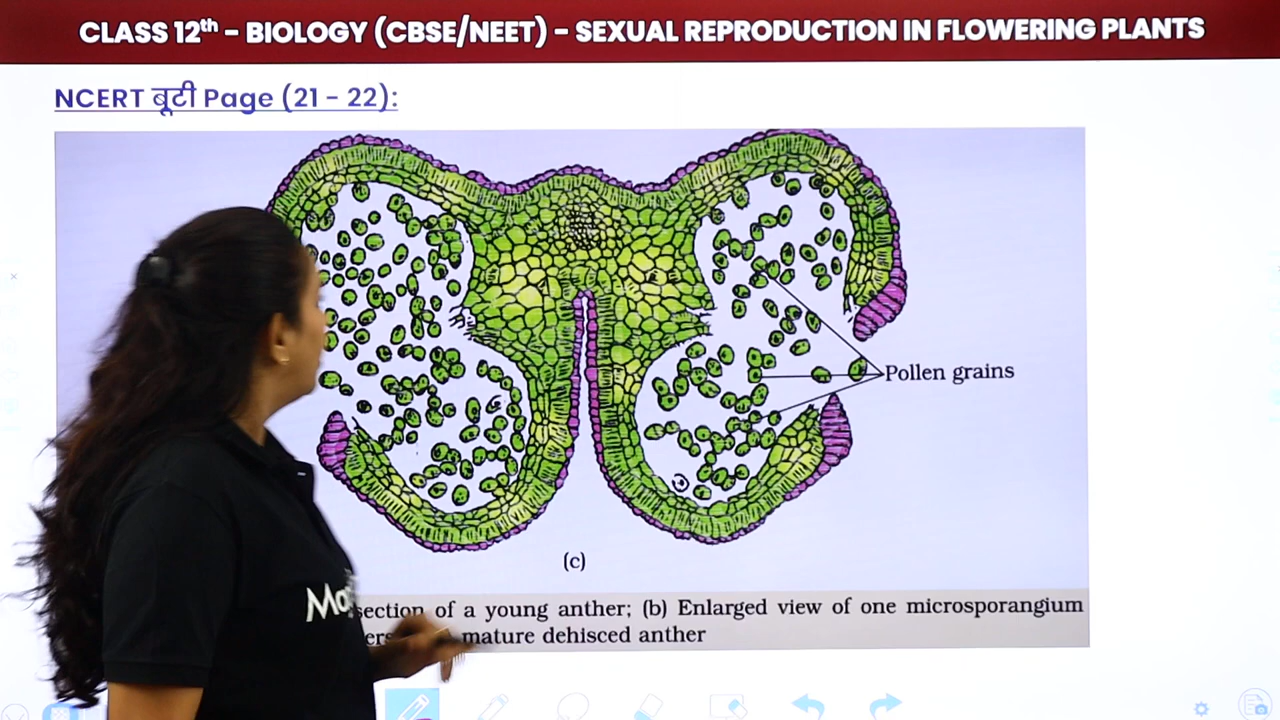 CLASS 12th – BIOLOGY (CBSE/NEET) – SEXUAL REPRODUCTION IN FLOWERING PLANTS
NCERT बूटी Page (21 – 22):
Pollen grains
(c)
section of a young anther; (b) Enlarged view of one microsporangium
mature dehisced anther